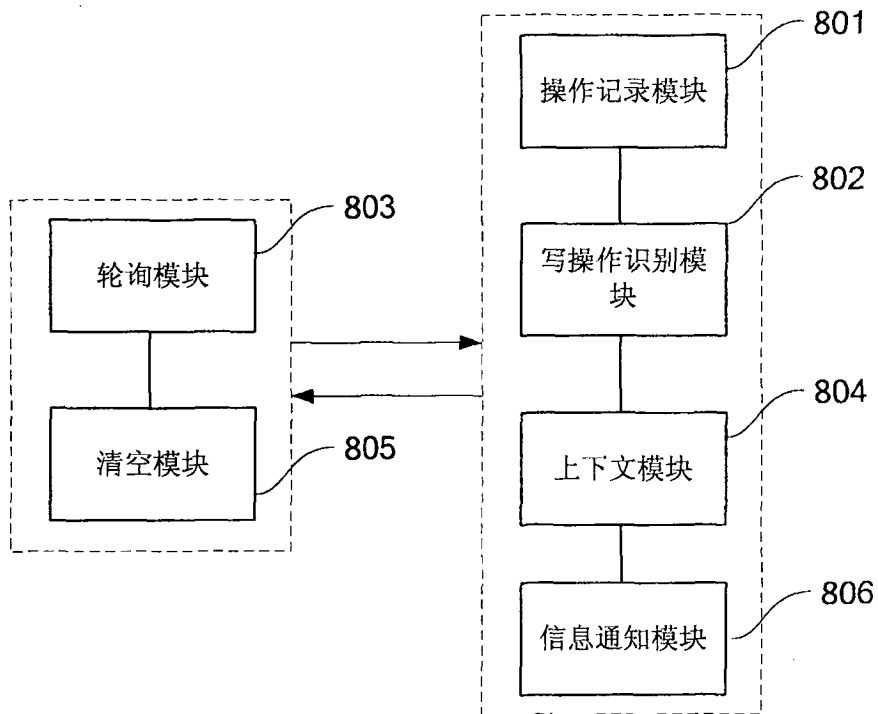 801
操作记录模块
802
写操作识别模
块
803
轮询模块
804
上下文模块
805
清空模块
806
信息通知模块